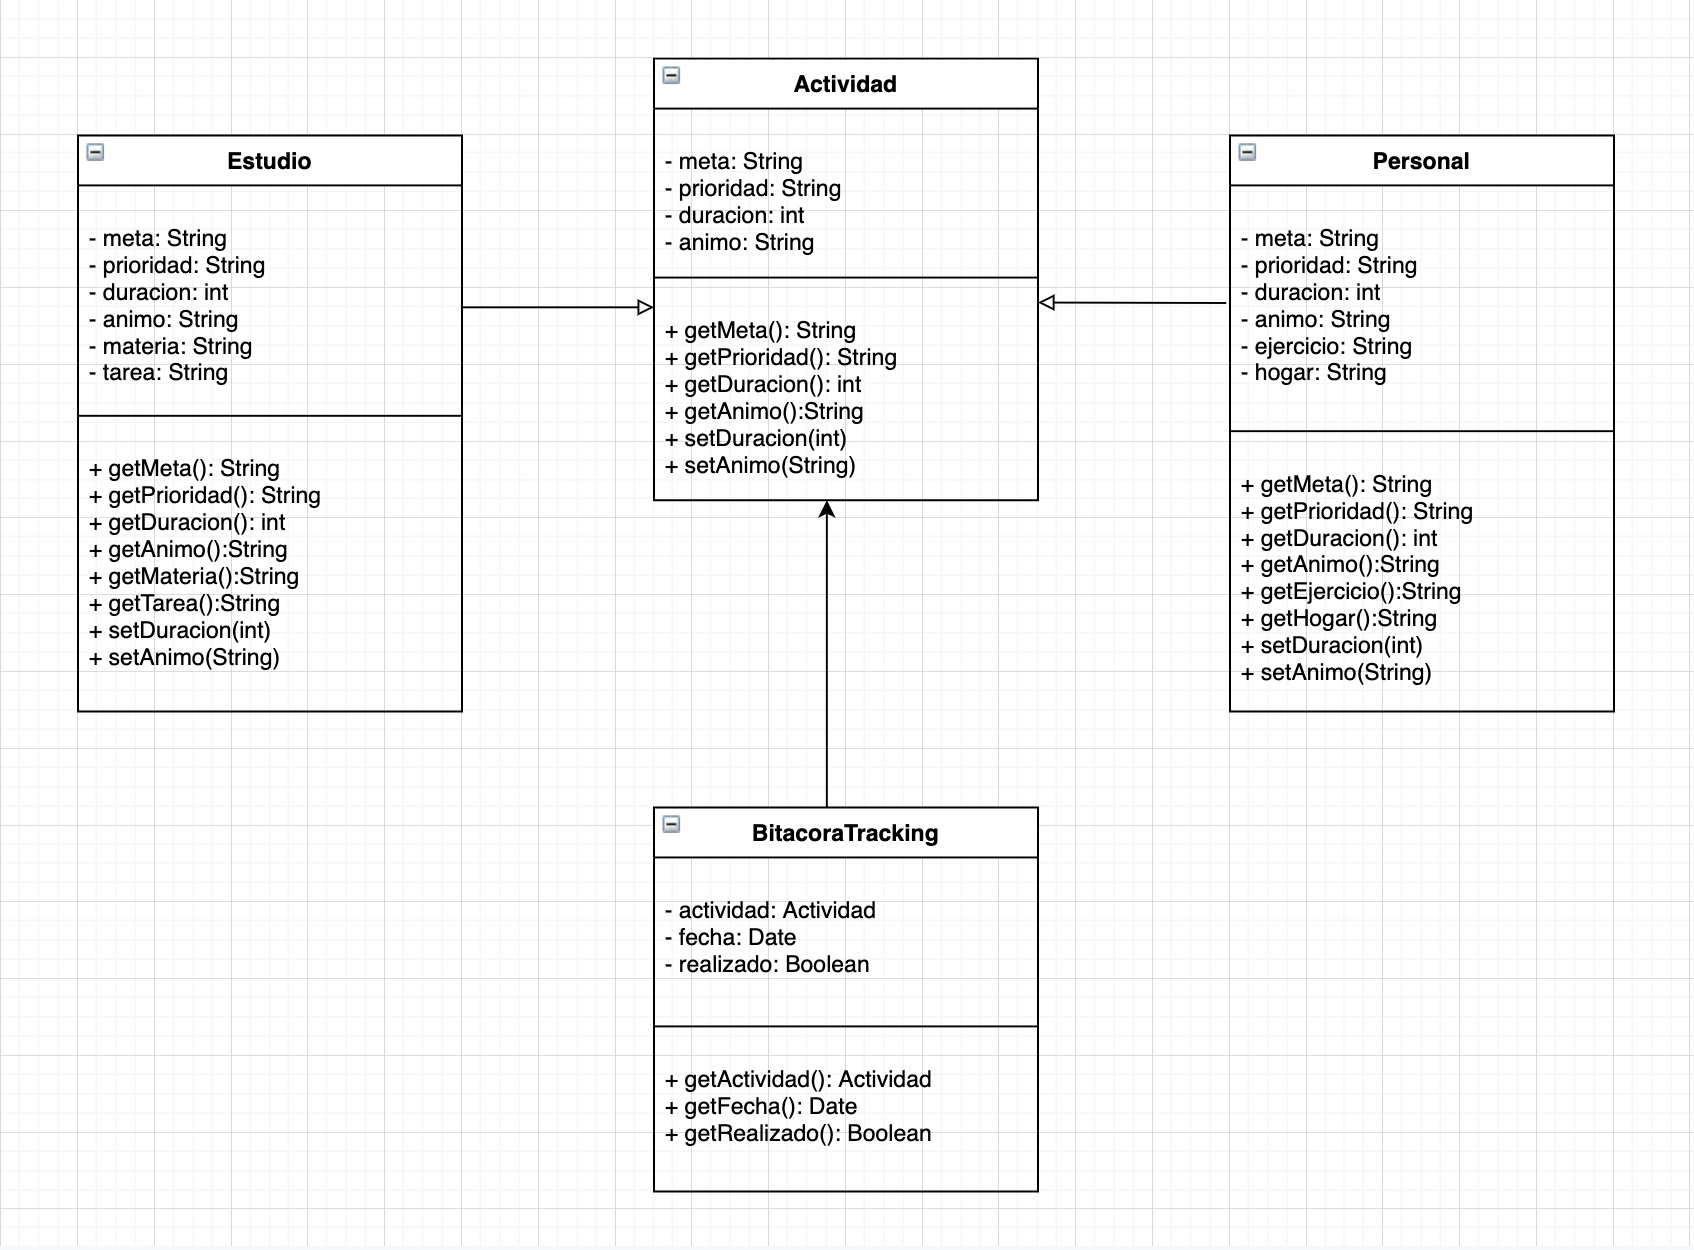 Actividad
- meta: String
- prioridad: String
- duracion: int
- animo: String
+ getMeta(): String
+ getPrioridad(): String
+ getDuracion(): int
+ getAnimo():String
+ setDuracion(int)
+ setAnimo(String)
Estudio
- meta: String
- prioridad: String
- duracion: int
- animo: String
- materia: String
- tarea: String
+ getMeta(): String
+ getPrioridad(): String
+ getDuracion(): int
+ getAnimo():String
+ getMateria():String
+ getTarea():String
+ setDuracion(int)
+ setAnimo(String)
Personal
- meta: String
- prioridad: String
- duracion: int
- animo: String
- ejercicio: String
- hogar: String
+ getMeta(): String
+ getPrioridad(): String
+ getDuracion(): int
+ getAnimo():String
+ getEjercicio():String
+ getHogar():String
+ setDuracion(int)
+ setAnimo(String)
BitacoraTracking
- actividad: Actividad
- fecha: Date
- realizado: Boolean
+ getActividad(): Actividad
+ getFecha(): Date
+ getRealizado(): Boolean